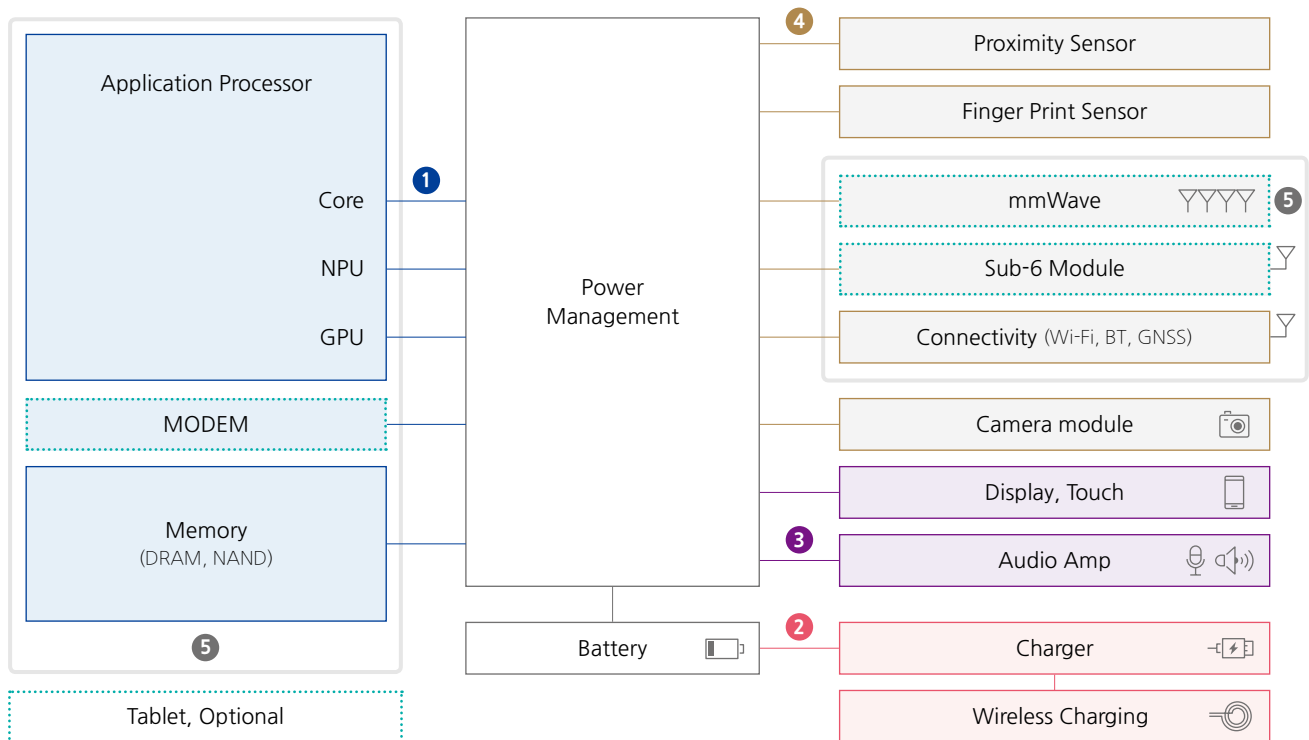 Application Processor
Core
NPU
GPU
MODEM
Memory
(DRAM, NAND)
5
Tablet, Optional
1
Power
Management
Battery
4
Proximity Sensor
Finger Print Sensor
mmWave
5
Sub-6 Module
Connectivity (Wi-Fi, BT, GNSS)
Camera module
Display, Touch
3
Audio Amp
2
Charger
Wireless Charging